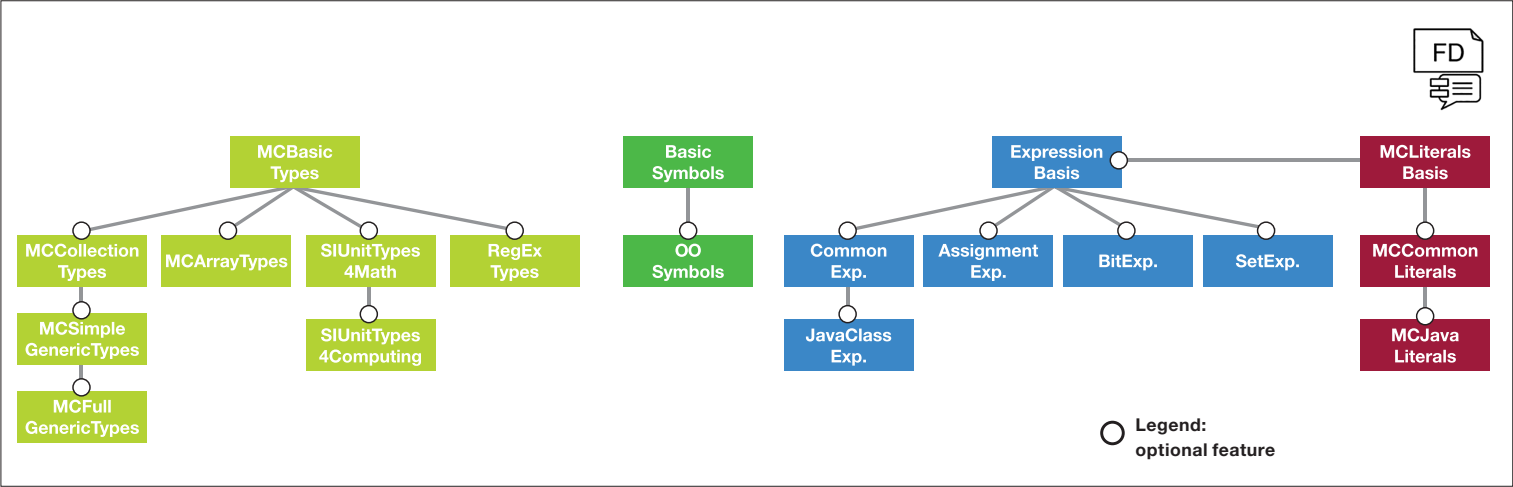 FD
MCBasic
Types
Basic
Symbols
Expression
Basis
MCLiterals
Basis
MCCollection
Types
MCArrayTypes
SIUnitTypes
4Math
RegEx
Types
OO
Symbols
Common
Exp.
Assignment
Exp.
BitExp.
SetExp.
MCCommon
Literals
MCSimple
GenericTypes
SIUnitTypes
4Computing
JavaClass
Exp.
MCJava
Literals
MCFull
GenericTypes
Legend:
optional feature